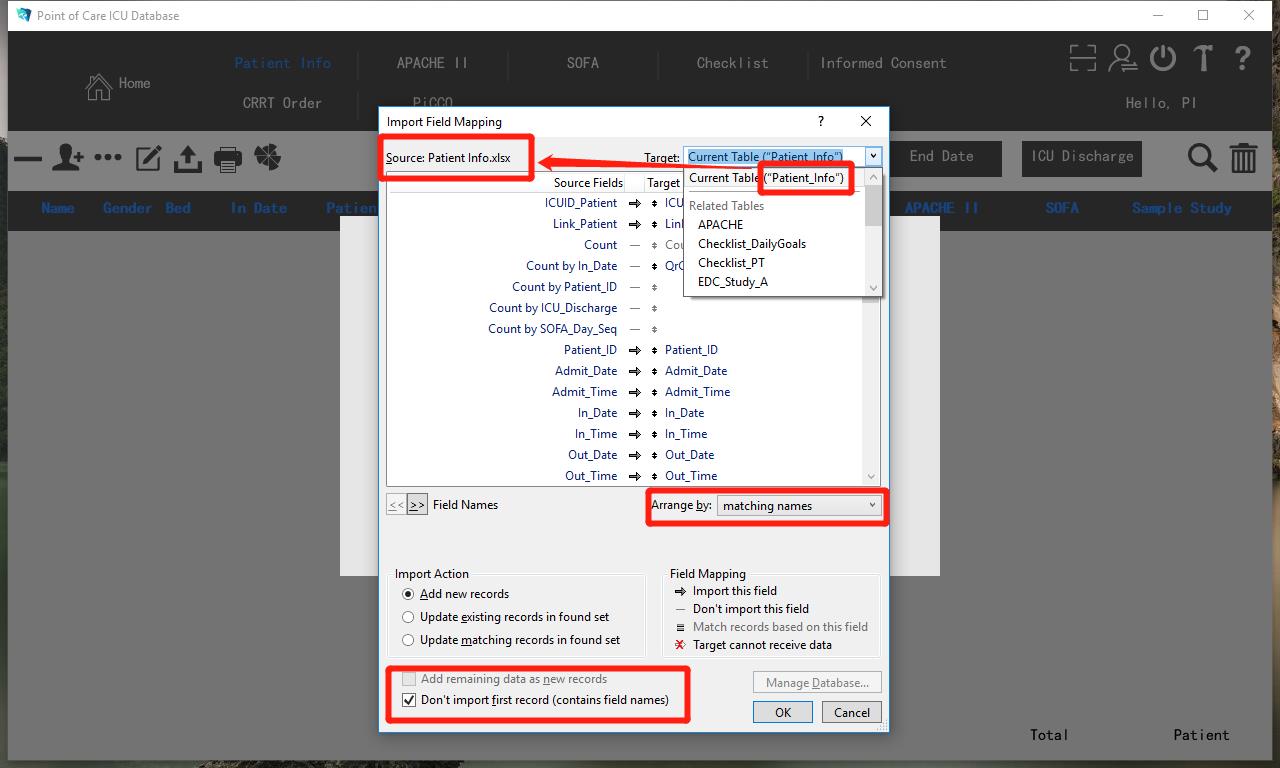 Point of Care ICU Database
Home
Patient Info
APACHE II
SOFA
Checklist
Informed Consent
CRRT Order
PiCCO
Hello, PI
End Date
ICU Discharge
Name Gender Bed In Date Patien APACHE II SOFA Sample Study
Import Field Mapping
Source: Patient Info.xlsx
Target: Current Table ("Patient_Info")
Current Table ("Patient_Info")
Related Tables
APACHE
Checklist_DailyGoals
Checklist_PT
EDC_Study_A
Source Fields Target
ICUID_Patient ICU
Link_Patient Lin
Count Cou
Count by In_Date
Count by Patient_ID
Count by ICU_Discharge
Count by SOFA_Day_Seq
Patient_ID Patient_ID
Admit_Date Admit_Date
Admit_Time Admit_Time
In_Date In_Date
In_Time In_Time
Out_Date Out_Date
Out_Time Out_Time
<< >> Field Names
Arrange by: matching names
Import Action
Add new records
Update existing records in found set
Update matching records in found set
Field Mapping
Import this field
Don't import this field
Match records based on this field
Target cannot receive data
Add remaining data as new records
Don't import first record (contains field names)
Manage Database...
OK Cancel
Total Patient